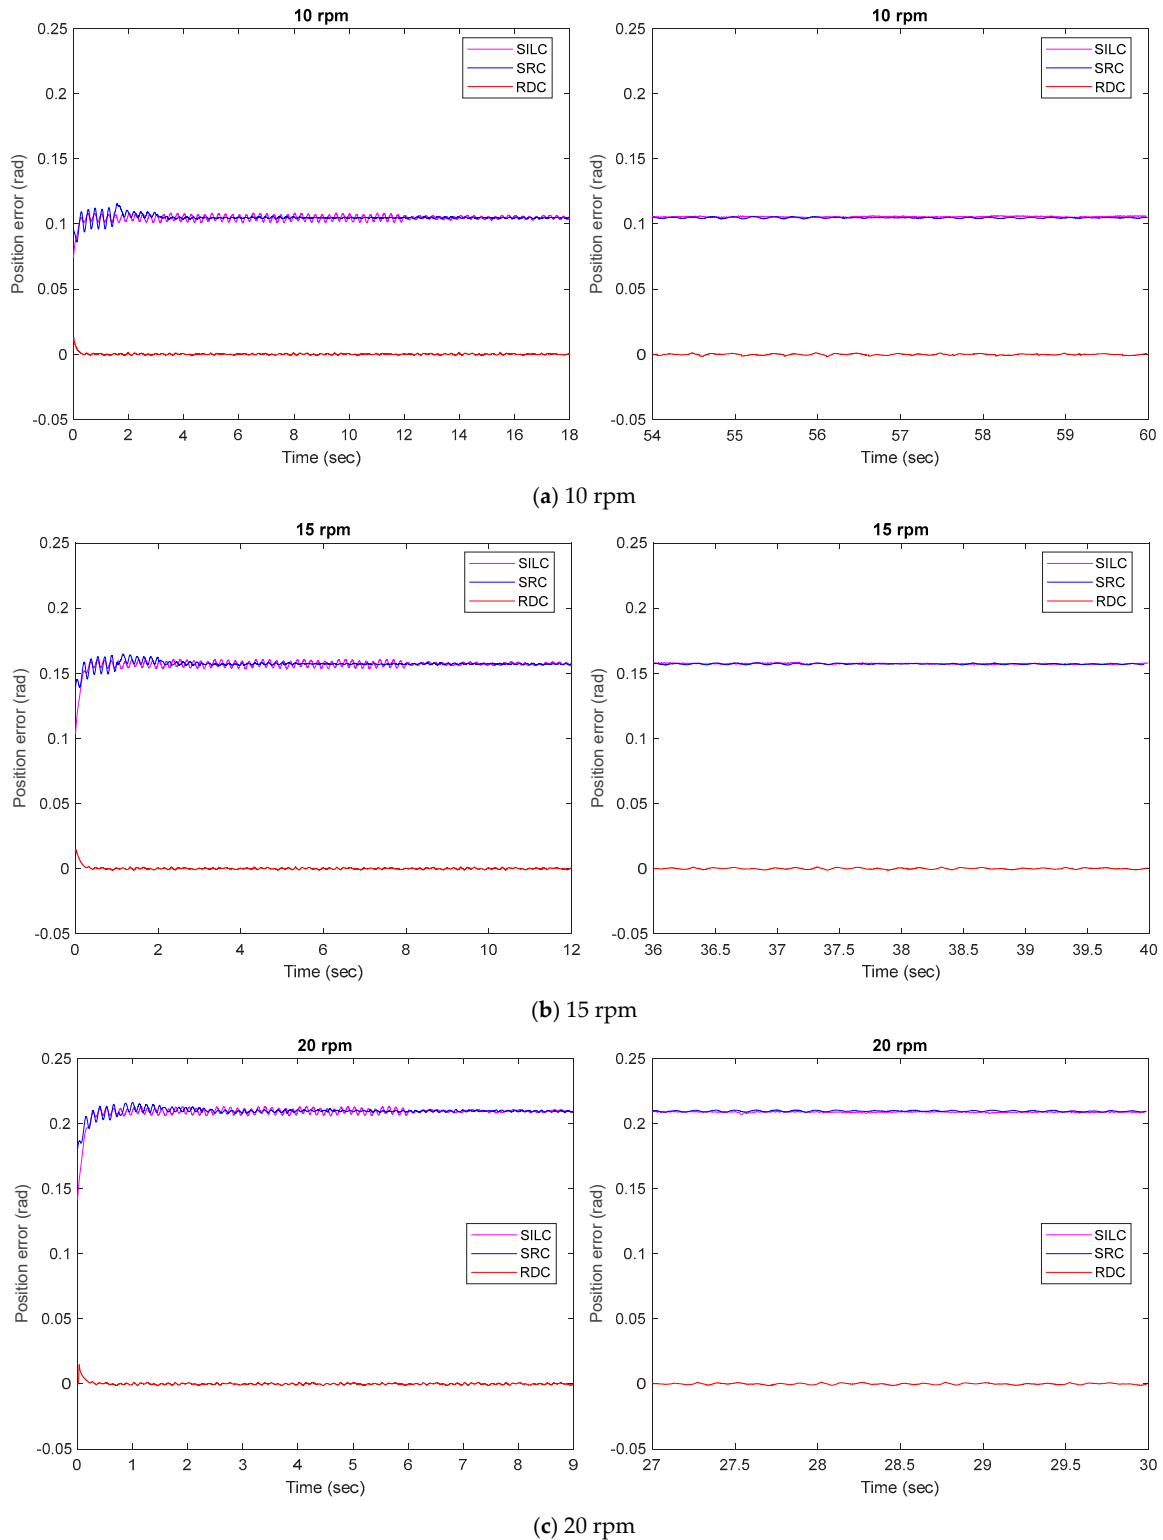 10 rpm
0.25
0.2
0.15
0.1
0.05
0
-0.05
Position error (rad)
SILC
SRC
RDC
0 2 4 6 8 10 12 14 16 18
Time (sec)
10 rpm
0.25
0.2
0.15
0.1
0.05
0
-0.05
Position error (rad)
SILC
SRC
RDC
54 55 56 57 58 59 60
Time (sec)
(a) 10 rpm
15 rpm
0.25
0.2
0.15
0.1
0.05
0
-0.05
Position error (rad)
SILC
SRC
RDC
0 2 4 6 8 10 12
Time (sec)
15 rpm
0.25
0.2
0.15
0.1
0.05
0
-0.05
Position error (rad)
SILC
SRC
RDC
36 36.5 37 37.5 38 38.5 39 39.5 40
Time (sec)
(b) 15 rpm
20 rpm
0.25
0.2
0.15
0.1
0.05
0
-0.05
Position error (rad)
SILC
SRC
RDC
0 1 2 3 4 5 6 7 8 9
Time (sec)
20 rpm
0.25
0.2
0.15
0.1
0.05
0
-0.05
Position error (rad)
SILC
SRC
RDC
27 27.5 28 28.5 29 29.5 30
Time (sec)
(c) 20 rpm